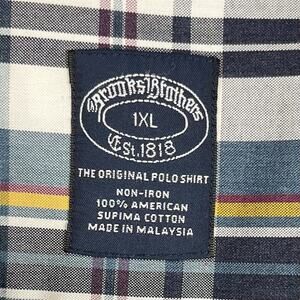 Brooks Brothers
1XL
Est. 1818
THE ORIGINAL POLO SHIRT
NON-IRON
100% AMERICAN
SUPIMA COTTON
MADE IN MALAYSIA